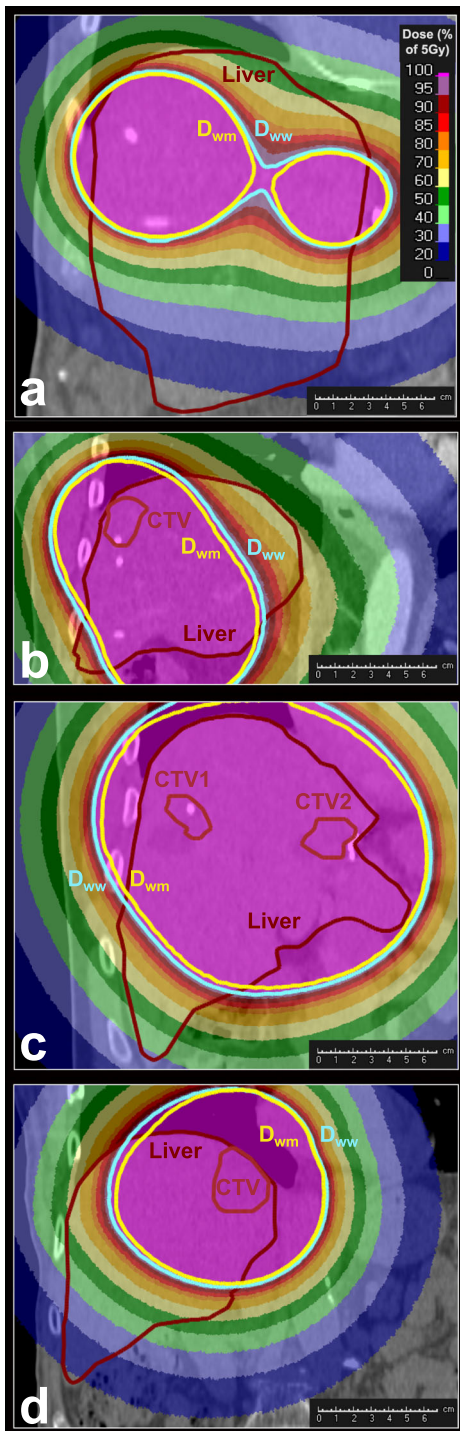 Dose (%
of 5Gy)
100
95
90
85
80
70
60
50
40
30
20
0
Liver
Dwm Dww
a
cm
0 1 2 3 4 5 6
CTV
Dwm Dww
Liver
b
cm
0 1 2 3 4 5 6
CTV1
CTV2
Dww Dwm
Liver
c
cm
0 1 2 3 4 5 6
Dwm Dww
Liver
CTV
d
cm
0 1 2 3 4 5 6